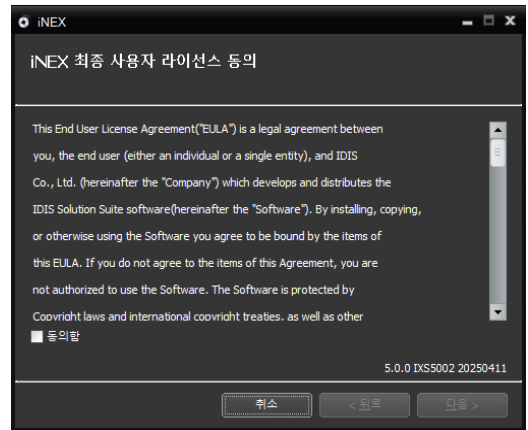 iNEX
iNEX 최종 사용자 라이선스 동의
This End User License Agreement("EULA") is a legal agreement between
you, the end user (either an individual or a single entity), and IDIS
Co., Ltd. (hereinafter the "Company") which develops and distributes the
IDIS Solution Suite software(hereinafter the "Software"). By installing, copying,
or otherwise using the Software you agree to be bound by the items of
this EULA. If you do not agree to the items of this Agreement, you are
not authorized to use the Software. The Software is protected by
Copyright laws and international copyright treaties, as well as other
동의함
5.0.0 IXS5002 20250411
취소
< 뒤로
다음 >